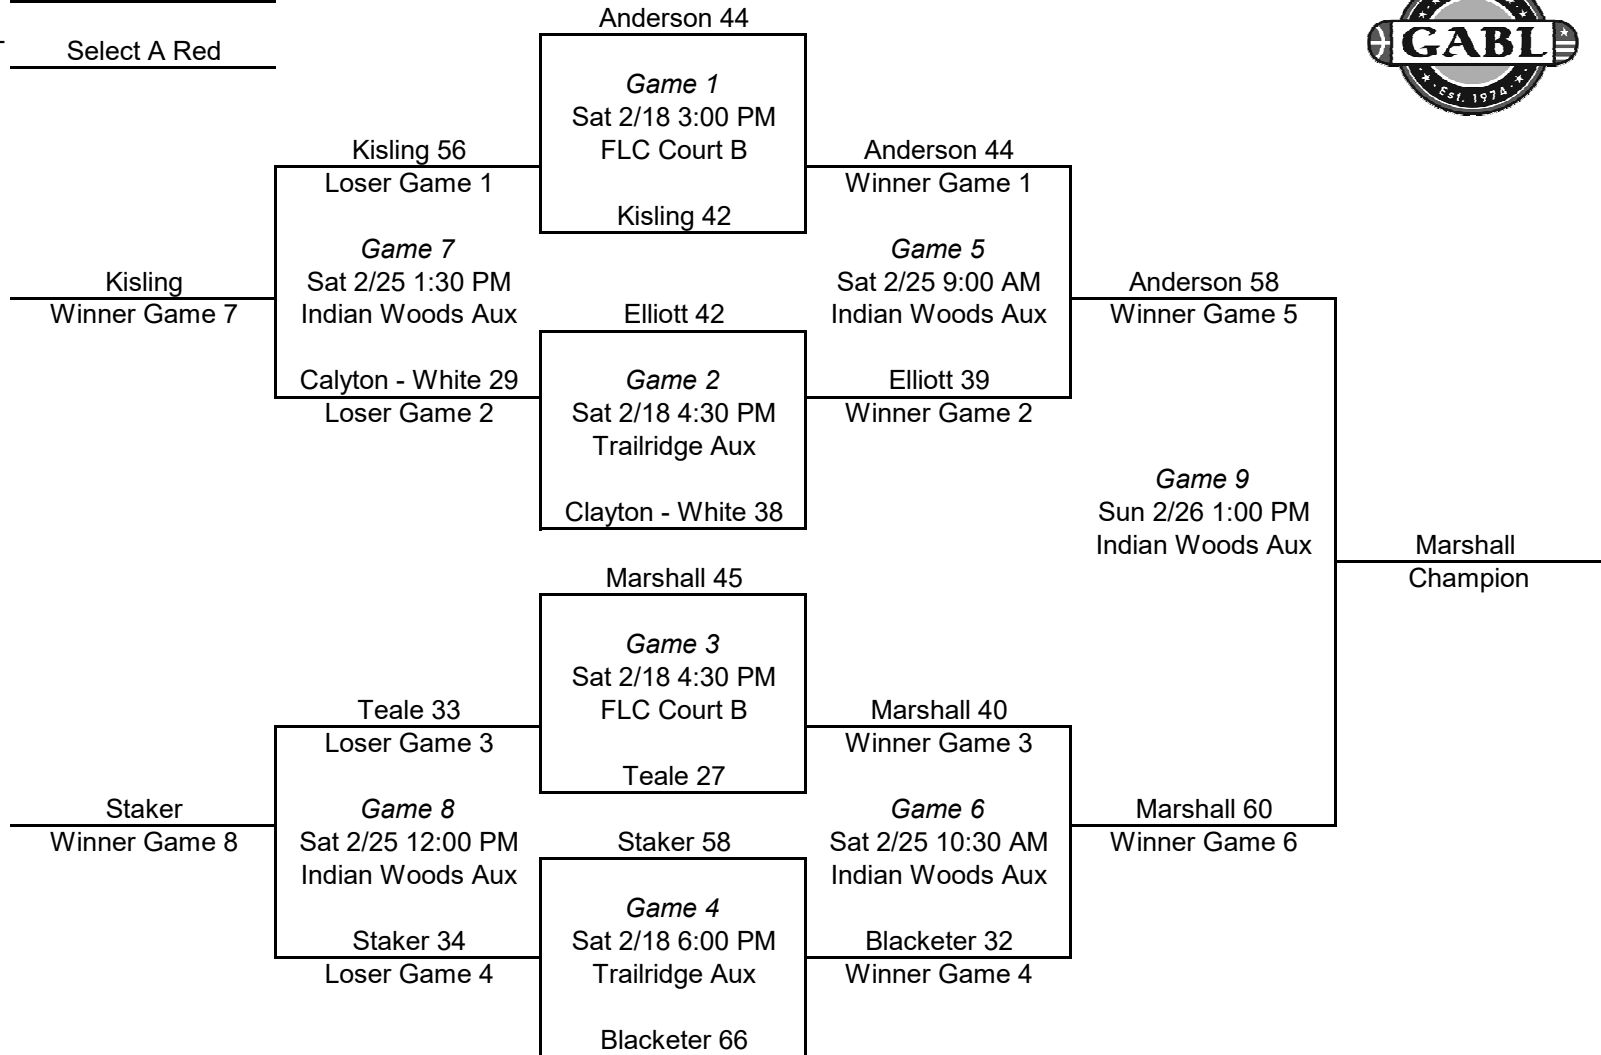 Select A Red
GABL
Est. 1974
Anderson 44
Game 1
Sat 2/18 3:00 PM
FLC Court B
Kisling 56
Loser Game 1
Anderson 44
Winner Game 1
Kisling 42
Game 7
Sat 2/25 1:30 PM
Indian Woods Aux
Game 5
Sat 2/25 9:00 AM
Indian Woods Aux
Kisling
Winner Game 7
Anderson 58
Winner Game 5
Elliott 42
Calyton - White 29
Loser Game 2
Game 2
Sat 2/18 4:30 PM
Trailridge Aux
Elliott 39
Winner Game 2
Clayton - White 38
Game 9
Sun 2/26 1:00 PM
Indian Woods Aux
Marshall
Champion
Marshall 45
Game 3
Sat 2/18 4:30 PM
FLC Court B
Teale 33
Loser Game 3
Marshall 40
Winner Game 3
Teale 27
Staker
Winner Game 8
Game 8
Sat 2/25 12:00 PM
Indian Woods Aux
Game 6
Sat 2/25 10:30 AM
Indian Woods Aux
Marshall 60
Winner Game 6
Staker 58
Game 4
Sat 2/18 6:00 PM
Trailridge Aux
Staker 34
Loser Game 4
Blacketer 32
Winner Game 4
Blacketer 66